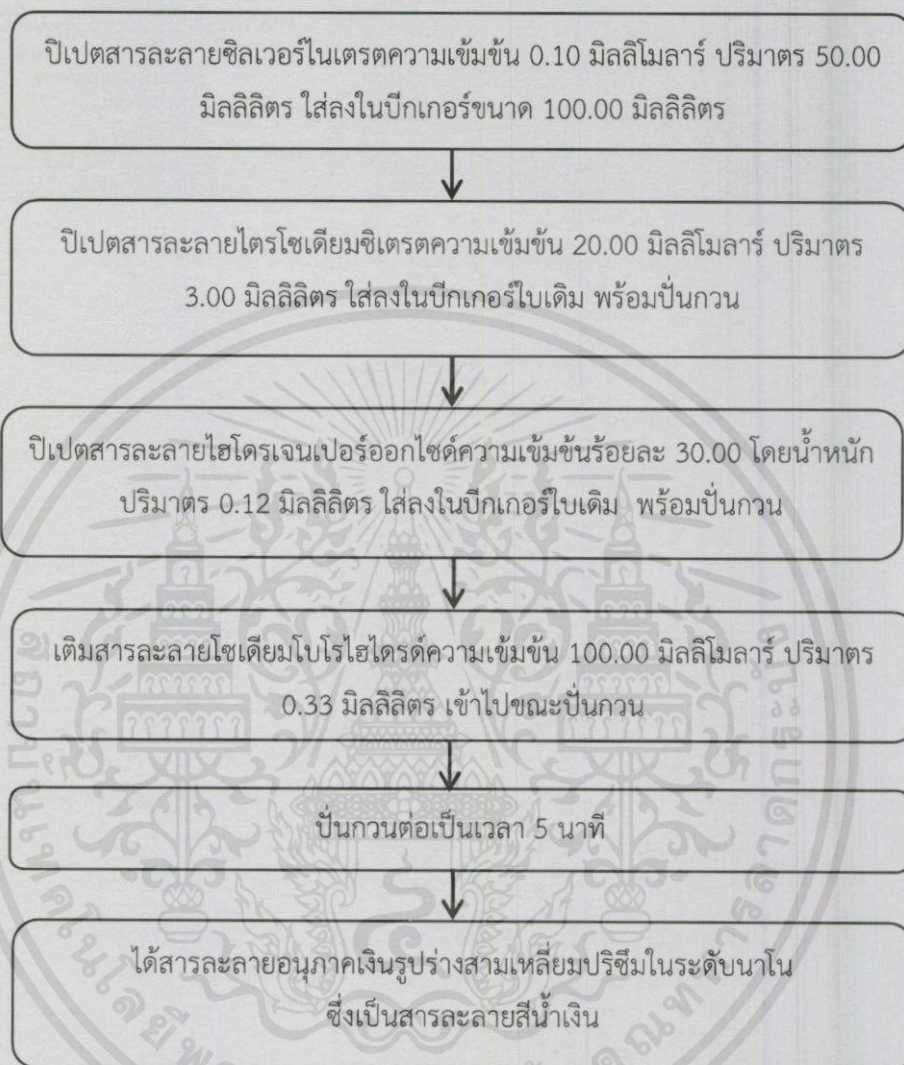 ปิเปตสารละลายซิลเวอร์ไนเตรตความเข้มข้น 0.10 มิลลิโมลาร์ ปริมาตร 50.00
มิลลิลิตร ใส่ลงในบีกเกอร์ขนาด 100.00 มิลลิลิตร
ปิเปตสารละลายไตรโซเดียมซิเตรตความเข้มข้น 20.00 มิลลิโมลาร์ ปริมาตร
3.00 มิลลิลิตร ใส่ลงในบีกเกอร์ใบเดิม พร้อมปั่นกวน
ปิเปตสารละลายไฮโดรเจนเปอร์ออกไซด์ความเข้มข้นร้อยละ 30.00 โดยน้ำหนัก
ปริมาตร 0.12 มิลลิลิตร ใส่ลงในบีกเกอร์ใบเดิม พร้อมปั่นกวน
เติมสารละลายโซเดียมโบโรไฮไดรด์ความเข้มข้น 100.00 มิลลิโมลาร์ ปริมาตร
0.33 มิลลิลิตร เข้าไปขณะปั่นกวน
ปั่นกวนต่อเป็นเวลา 5 นาที
ได้สารละลายอนุภาคเงินรูปร่างสามเหลี่ยมปริซึมในระดับนาโน
ซึ่งเป็นสารละลายสีน้ำเงิน